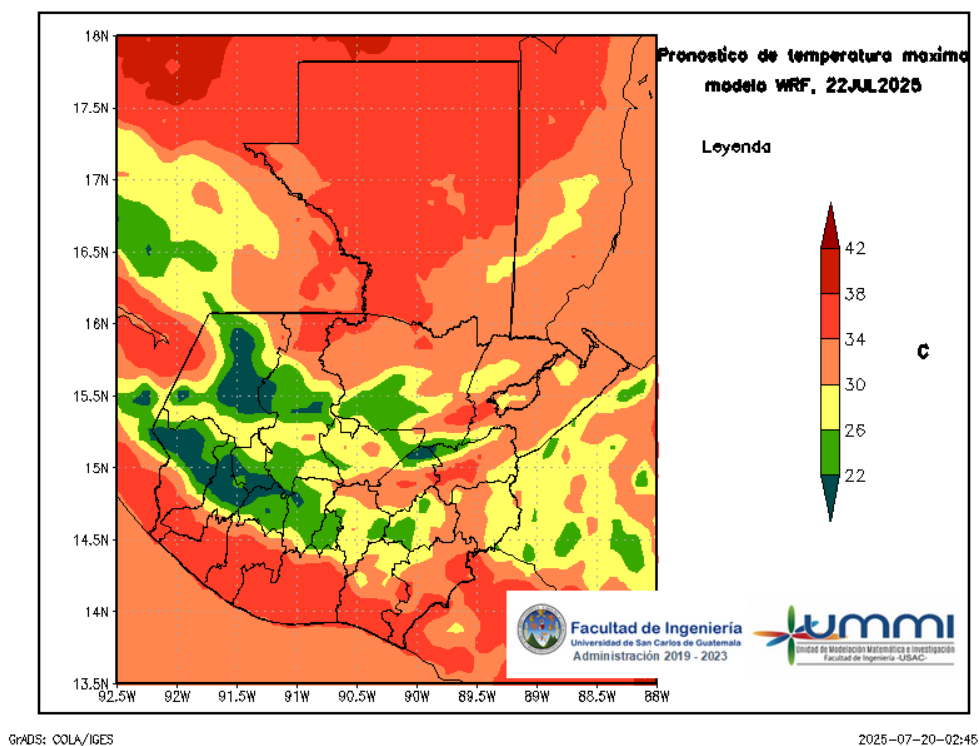 18N
17.5N
17N
16.5N
16N
15.5N
15N
14.5N
14N
13.5N
92.5W
92W
91.5W
91W
90.5W
90W
89.5W
89W
88.5W
88W
Pronostico de temperatura maxima
modelo WRF, 22JUL2025
Leyenda
42
38
34
30
26
22
C
Facultad de Ingeniería
Universidad de San Carlos de Guatemala
Administración 2019 - 2023
ummi
Unidad de Modelación Matemática e Investigación
Facultad de Ingeniería -USAC-
GrADS: COLA/IGES
2025-07-20-02:45